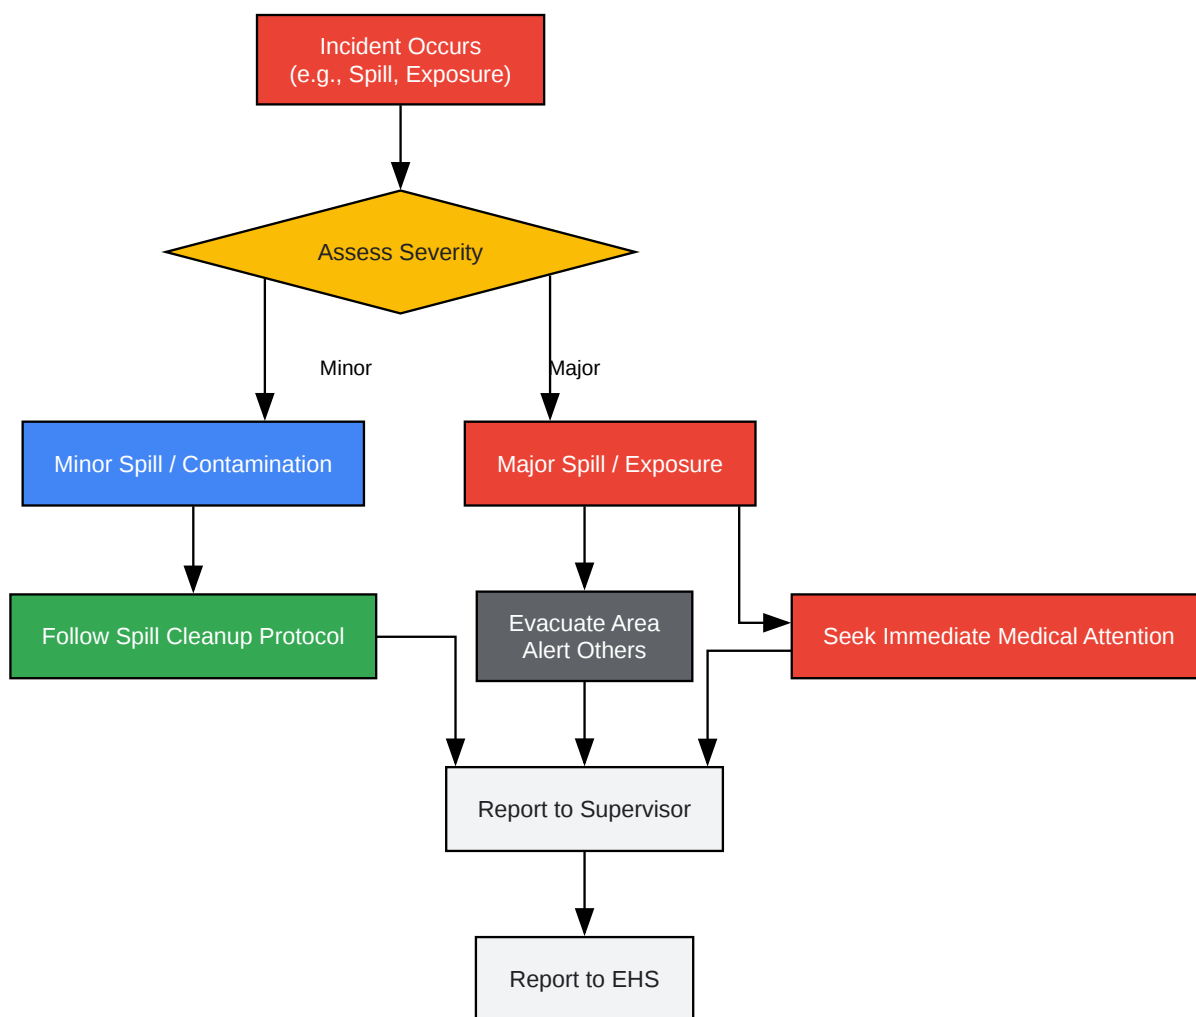 Incident Occurs
(e.g., Spill, Exposure)
Assess Severity
Minor
Major
Minor Spill / Contamination
Major Spill / Exposure
Follow Spill Cleanup Protocol
Evacuate Area
Alert Others
Seek Immediate Medical Attention
Report to Supervisor
Report to EHS